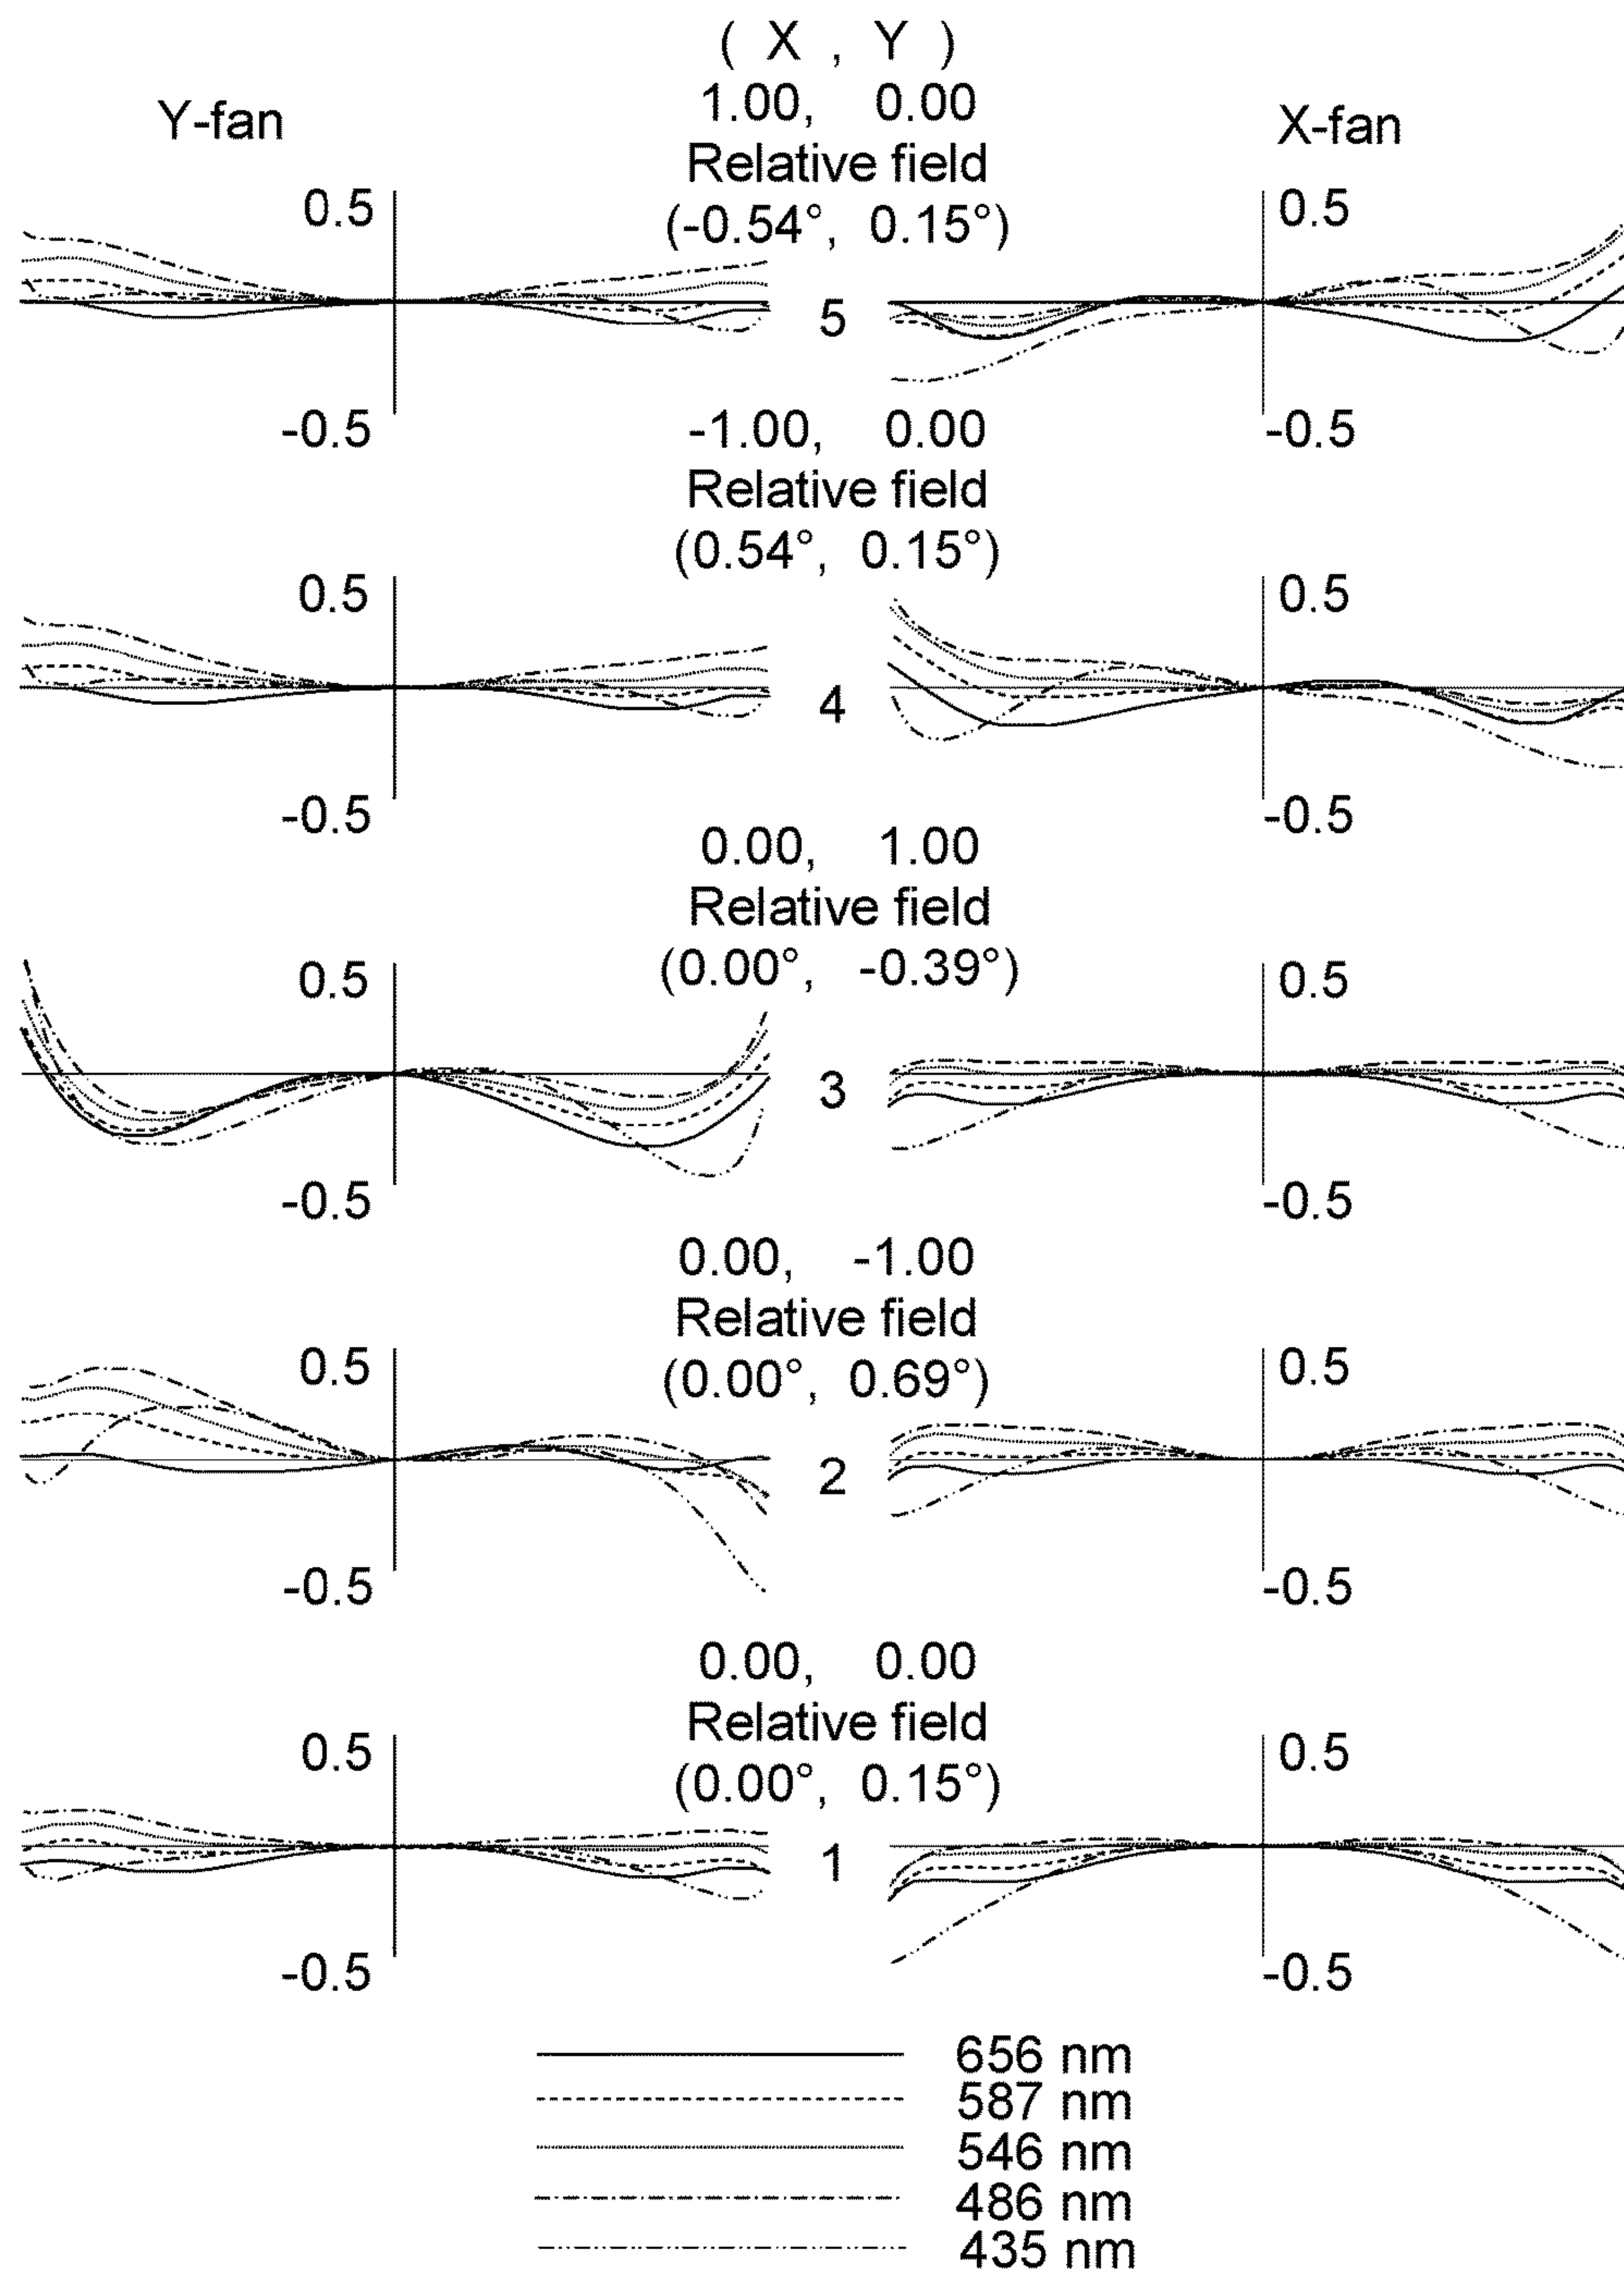 ( X , Y )
Y-fan
1.00, 0.00
X-fan
Relative field
0.5
(-0.54°, 0.15°)
0.5
5
-0.5
-1.00, 0.00
-0.5
Relative field
(0.54°, 0.15°)
0.5
0.5
4
-0.5
-0.5
0.00, 1.00
Relative field
0.5
(0.00°, -0.39°)
0.5
3
-0.5
-0.5
0.00, -1.00
Relative field
0.5
(0.00°, 0.69°)
0.5
2
-0.5
-0.5
0.00, 0.00
Relative field
0.5
(0.00°, 0.15°)
0.5
1
-0.5
-0.5
656 nm
587 nm
546 nm
486 nm
435 nm